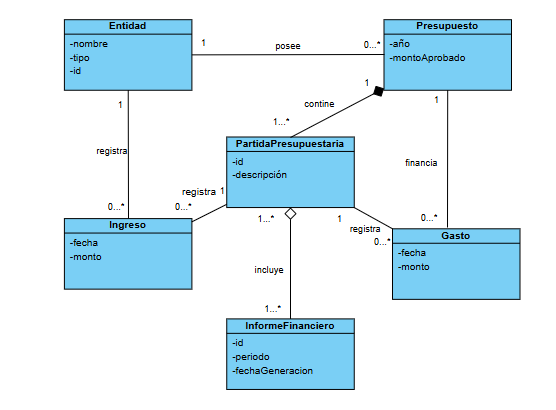 Entidad
-nombre
-tipo
-id
1
posee
0...*
Presupuesto
-año
-montoAprobado
1
contine
1...*
1
registra
0...*
1
financia
0...*
PartidaPresupuestaria
-id
-descripción
registra
1
0...*
1...*
1
registra
0...*
Ingreso
-fecha
-monto
Gasto
-fecha
-monto
incluye
1...*
InformeFinanciero
-id
-periodo
-fechaGeneracion